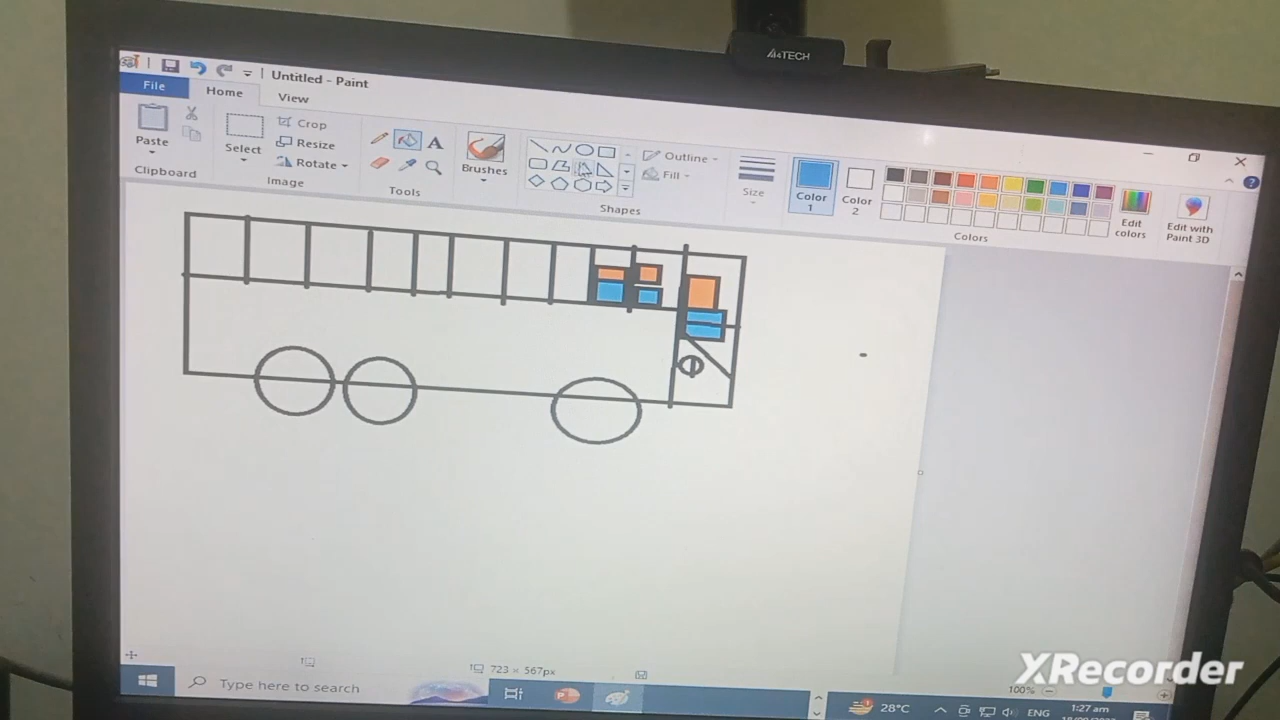 A4TECH
Untitled - Paint
File
Home
View
Paste
Clipboard
Select
Crop
Resize
Rotate
Image
Tools
Brushes
Shapes
Outline
Fill
Size
Color 1
Color 2
Colors
Edit colors
Edit with Paint 3D
723 × 567px
100%
Type here to search
28°C
ENG
1:27 am
XRecorder